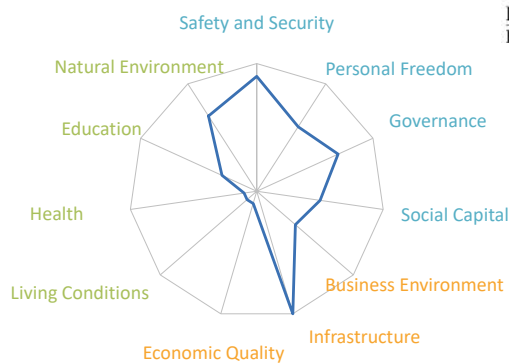 Safety and Security
Natural Environment
Personal Freedom
Education
Governance
Health
Social Capital
Living Conditions
Business Environment
Infrastructure
Economic Quality